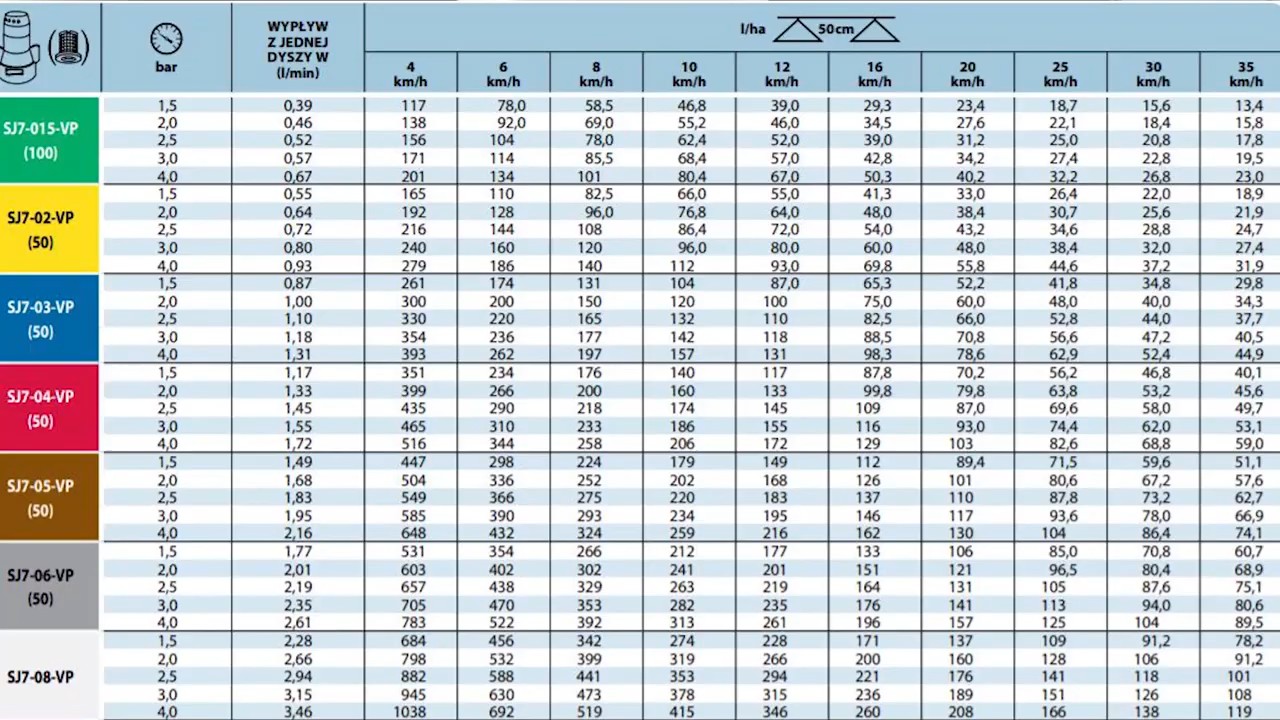 bar
WYPŁYW
Z JEDNEJ
DYSZY W
(l/min)
l/ha 50cm
4 km/h 6 km/h 8 km/h 10 km/h 12 km/h 16 km/h 20 km/h 25 km/h 30 km/h 35 km/h
SJ7-015-VP
(100)
1,5 0,39 117 78,0 58,5 46,8 39,0 29,3 23,4 18,7 15,6 13,4
2,0 0,46 138 92,0 69,0 55,2 46,0 34,5 27,6 22,1 18,4 15,8
2,5 0,52 156 104 78,0 62,4 52,0 39,0 31,2 25,0 20,8 17,8
3,0 0,57 171 114 85,5 68,4 57,0 42,8 34,2 27,4 22,8 19,5
4,0 0,67 201 134 101 80,4 67,0 50,3 40,2 32,2 26,8 23,0
SJ7-02-VP
(50)
1,5 0,55 165 110 82,5 66,0 55,0 41,3 33,0 26,4 22,0 18,9
2,0 0,64 192 128 96,0 76,8 64,0 48,0 38,4 30,7 25,6 21,9
2,5 0,72 216 144 108 86,4 72,0 54,0 43,2 34,6 28,8 24,7
3,0 0,80 240 160 120 96,0 80,0 60,0 48,0 38,4 32,0 27,4
4,0 0,93 279 186 140 112 93,0 69,8 55,8 44,6 37,2 31,9
SJ7-03-VP
(50)
1,5 0,87 261 174 131 104 87,0 65,3 52,2 41,8 34,8 29,8
2,0 1,00 300 200 150 120 100 75,0 60,0 48,0 40,0 34,3
2,5 1,10 330 220 165 132 110 82,5 66,0 52,8 44,0 37,7
3,0 1,18 354 236 177 142 118 88,5 70,8 56,6 47,2 40,5
4,0 1,31 393 262 197 157 131 98,3 78,6 62,9 52,4 44,9
SJ7-04-VP
(50)
1,5 1,17 351 234 176 140 117 87,8 70,2 56,2 46,8 40,1
2,0 1,33 399 266 200 160 133 99,8 79,8 63,8 53,2 45,6
2,5 1,45 435 290 218 174 145 109 87,0 69,6 58,0 49,7
3,0 1,55 465 310 233 186 155 116 93,0 74,4 62,0 53,1
4,0 1,72 516 344 258 206 172 129 103 82,6 68,8 59,0
SJ7-05-VP
(50)
1,5 1,49 447 298 224 179 149 112 89,4 71,5 59,6 51,1
2,0 1,68 504 336 252 202 168 126 101 80,6 67,2 57,6
2,5 1,83 549 366 275 220 183 137 110 87,8 73,2 62,7
3,0 1,95 585 390 293 234 195 146 117 93,6 78,0 66,9
4,0 2,16 648 432 324 259 216 162 130 104 86,4 74,1
SJ7-06-VP
(50)
1,5 1,77 531 354 266 212 177 133 106 85,0 70,8 60,7
2,0 2,01 603 402 302 241 201 151 121 96,5 80,4 68,9
2,5 2,19 657 438 329 263 219 164 131 105 87,6 75,1
3,0 2,35 705 470 353 282 235 176 141 113 94,0 80,6
4,0 2,61 783 522 392 313 261 196 157 125 104 89,5
SJ7-08-VP
1,5 2,28 684 456 342 274 228 171 137 109 91,2 78,2
2,0 2,66 798 532 399 319 266 200 160 128 106 91,2
2,5 2,94 882 588 441 353 294 221 176 141 118 101
3,0 3,15 945 630 473 378 315 236 189 151 126 108
4,0 3,46 1038 692 519 415 346 260 208 166 138 119